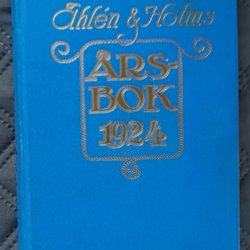 Åhlén & Holms
ÅRS-
BOK
1924